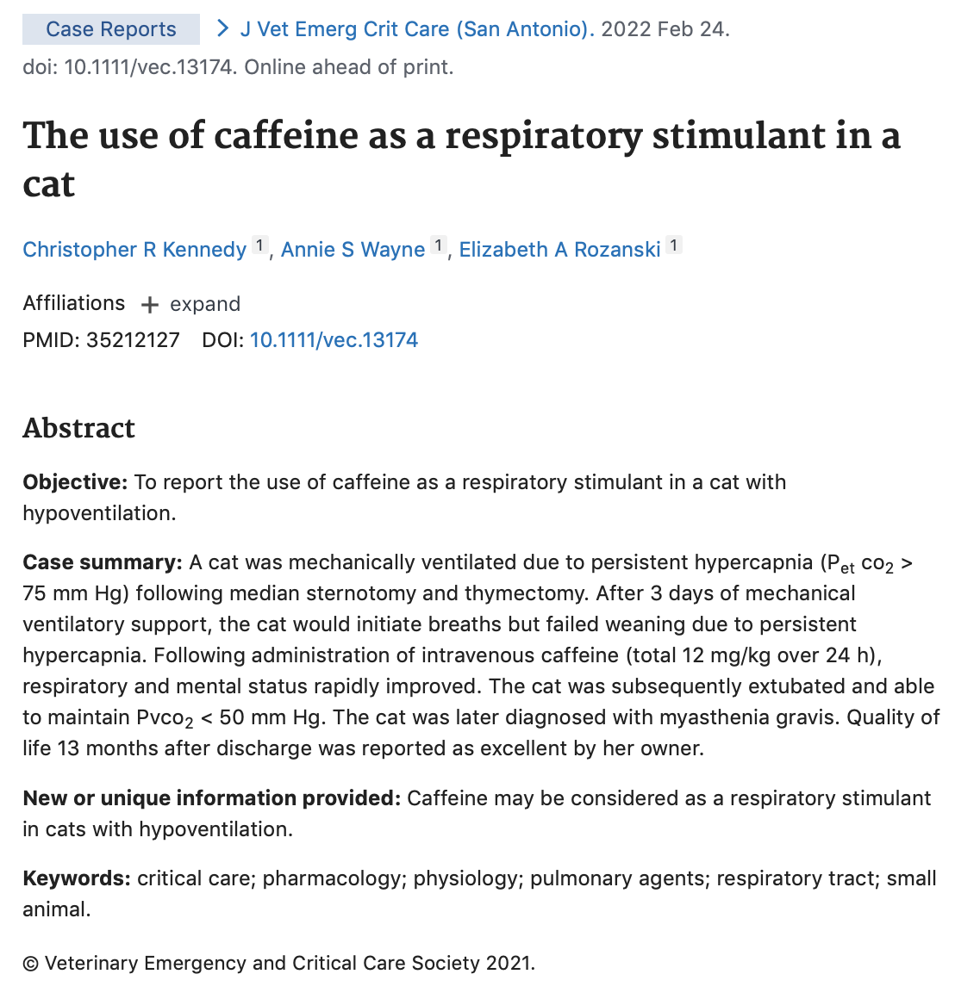 Case Reports > J Vet Emerg Crit Care (San Antonio). 2022 Feb 24.
doi: 10.1111/vec.13174. Online ahead of print.
The use of caffeine as a respiratory stimulant in a
cat
Christopher R Kennedy 1, Annie S Wayne 1, Elizabeth A Rozanski 1
Affiliations + expand
PMID: 35212127 DOI: 10.1111/vec.13174
Abstract
Objective: To report the use of caffeine as a respiratory stimulant in a cat with
hypoventilation.
Case summary: A cat was mechanically ventilated due to persistent hypercapnia (Pet co2 >
75 mm Hg) following median sternotomy and thymectomy. After 3 days of mechanical
ventilatory support, the cat would initiate breaths but failed weaning due to persistent
hypercapnia. Following administration of intravenous caffeine (total 12 mg/kg over 24 h),
respiratory and mental status rapidly improved. The cat was subsequently extubated and able
to maintain Pvco2 < 50 mm Hg. The cat was later diagnosed with myasthenia gravis. Quality of
life 13 months after discharge was reported as excellent by her owner.
New or unique information provided: Caffeine may be considered as a respiratory stimulant
in cats with hypoventilation.
Keywords: critical care; pharmacology; physiology; pulmonary agents; respiratory tract; small
animal.
© Veterinary Emergency and Critical Care Society 2021.